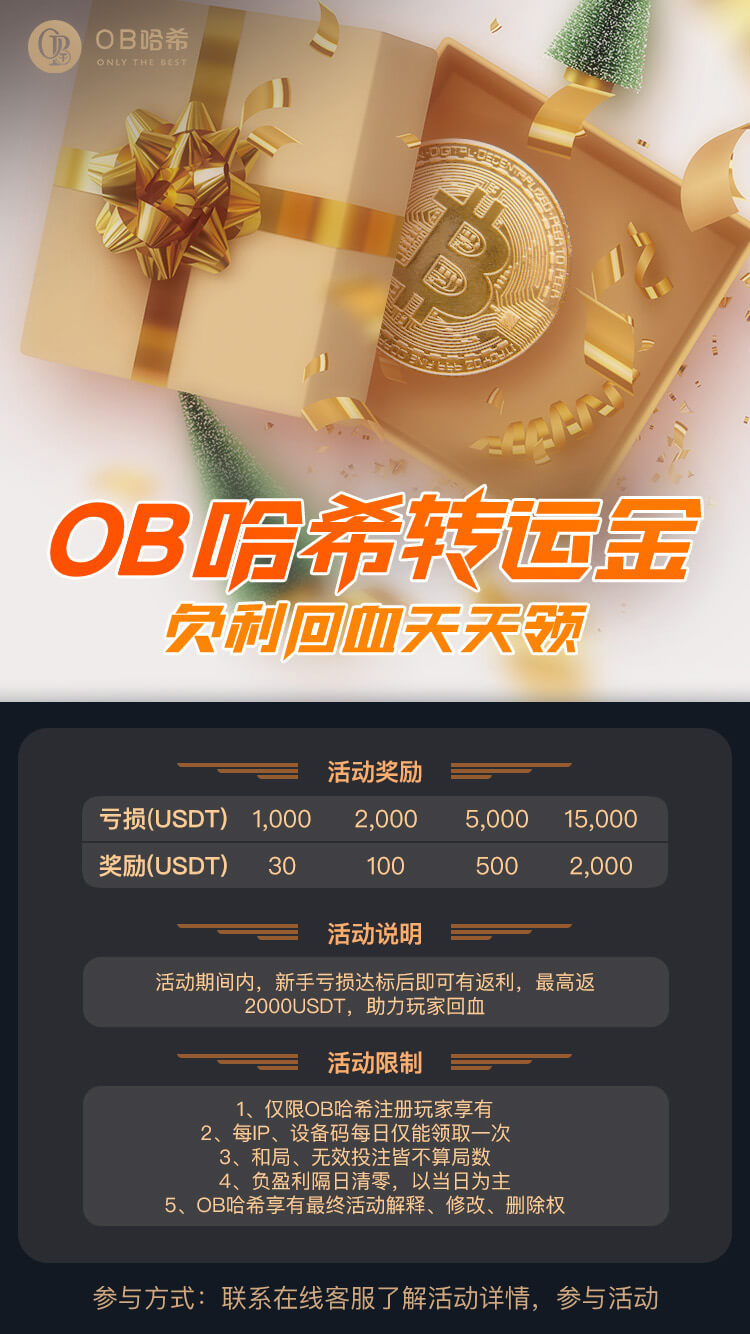 OB哈希
ONLY THE BEST
OB哈希转运金
负利回血天天领
活动奖励
亏损(USDT) 1,000 2,000 5,000 15,000
奖励(USDT) 30 100 500 2,000
活动说明
活动期间内，新手亏损达标后即可有返利，最高返
2000USDT，助力玩家回血
活动限制
1、仅限OB哈希注册玩家享有
2、每IP、设备码每日仅能领取一次
3、和局、无效投注皆不算局数
4、负盈利隔日清零，以当日为主
5、OB哈希享有最终活动解释、修改、删除权
参与方式：联系在线客服了解活动详情，参与活动